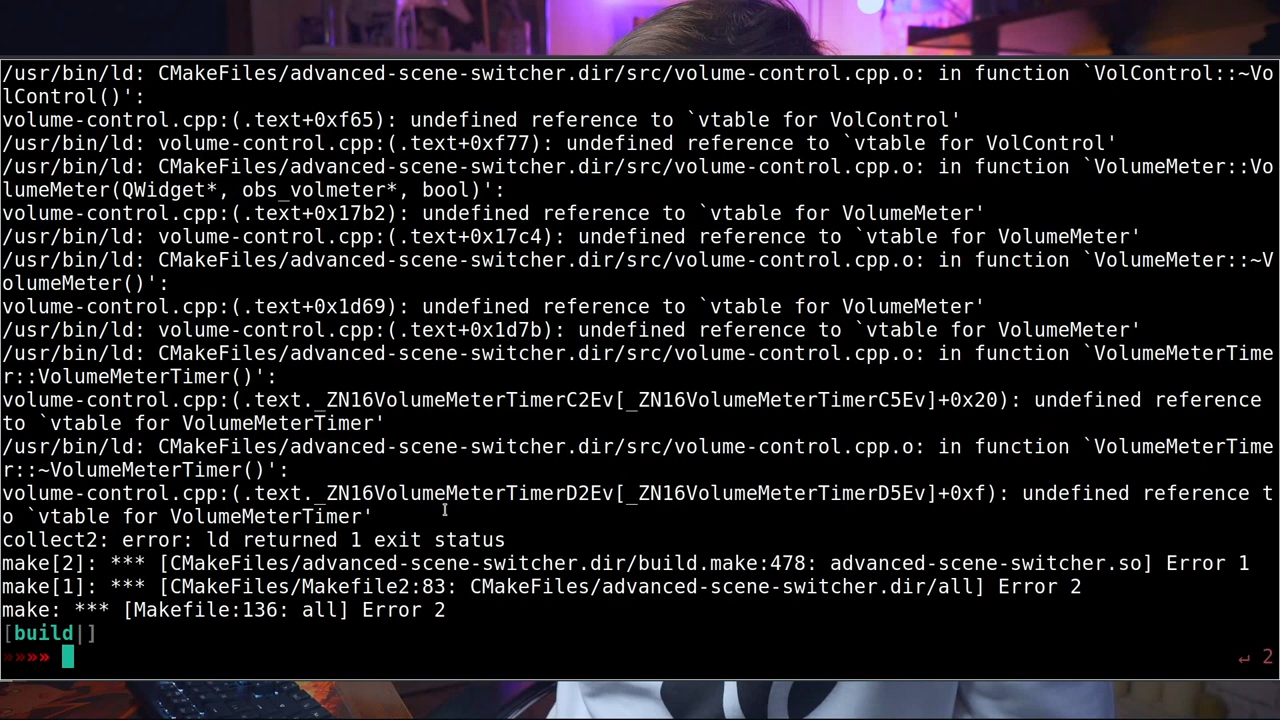 /usr/bin/ld: CMakeFiles/advanced-scene-switcher.dir/src/volume-control.cpp.o: in function `VolControl::~Vo
lControl()':
volume-control.cpp:(.text+0xf65): undefined reference to `vtable for VolControl'
/usr/bin/ld: volume-control.cpp:(.text+0xf77): undefined reference to `vtable for VolControl'
/usr/bin/ld: CMakeFiles/advanced-scene-switcher.dir/src/volume-control.cpp.o: in function `VolumeMeter::Vo
lumeMeter(QWidget*, obs_volmeter*, bool)':
volume-control.cpp:(.text+0x17b2): undefined reference to `vtable for VolumeMeter'
/usr/bin/ld: volume-control.cpp:(.text+0x17c4): undefined reference to `vtable for VolumeMeter'
/usr/bin/ld: CMakeFiles/advanced-scene-switcher.dir/src/volume-control.cpp.o: in function `VolumeMeter::~V
olumeMeter()':
volume-control.cpp:(.text+0x1d69): undefined reference to `vtable for VolumeMeter'
/usr/bin/ld: volume-control.cpp:(.text+0x1d7b): undefined reference to `vtable for VolumeMeter'
/usr/bin/ld: CMakeFiles/advanced-scene-switcher.dir/src/volume-control.cpp.o: in function `VolumeMeterTime
r::VolumeMeterTimer()':
volume-control.cpp:(.text._ZN16VolumeMeterTimerC2Ev[_ZN16VolumeMeterTimerC5Ev]+0x20): undefined reference
to `vtable for VolumeMeterTimer'
/usr/bin/ld: CMakeFiles/advanced-scene-switcher.dir/src/volume-control.cpp.o: in function `VolumeMeterTime
r::~VolumeMeterTimer()':
volume-control.cpp:(.text._ZN16VolumeMeterTimerD2Ev[_ZN16VolumeMeterTimerD5Ev]+0xf): undefined reference t
o `vtable for VolumeMeterTimer'
collect2: error: ld returned 1 exit status
make[2]: *** [CMakeFiles/advanced-scene-switcher.dir/build.make:478: advanced-scene-switcher.so] Error 1
make[1]: *** [CMakeFiles/Makefile2:83: CMakeFiles/advanced-scene-switcher.dir/all] Error 2
make: *** [Makefile:136: all] Error 2
[build|]
»»»» ↵ 2